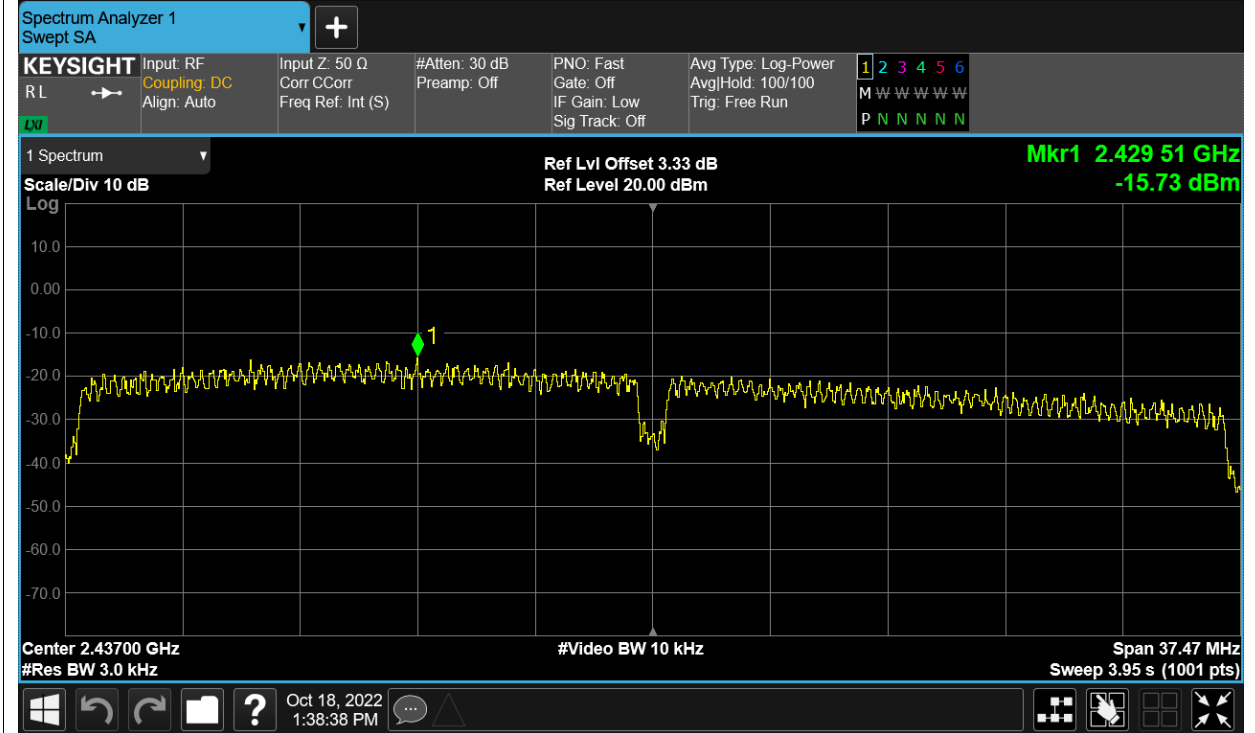 Spectrum Analyzer 1
Swept SA
KEYSIGHT
R L
LXI
Input: RF
Coupling: DC
Align: Auto
Input Z: 50 Ω
Corr CCorr
Freq Ref: Int (S)
#Atten: 30 dB
Preamp: Off
PNO: Fast
Gate: Off
IF Gain: Low
Sig Track: Off
Avg Type: Log-Power
Avg|Hold: 100/100
Trig: Free Run
1 2 3 4 5 6
M W W W W W
P N N N N N
1 Spectrum
Scale/Div 10 dB
Log
Ref Lvl Offset 3.33 dB
Ref Level 20.00 dBm
Mkr1 2.429 51 GHz
-15.73 dBm
10.0
0.00
-10.0
-20.0
-30.0
-40.0
-50.0
-60.0
-70.0
1
Center 2.43700 GHz
#Res BW 3.0 kHz
#Video BW 10 kHz
Span 37.47 MHz
Sweep 3.95 s (1001 pts)
?
Oct 18, 2022
1:38:38 PM